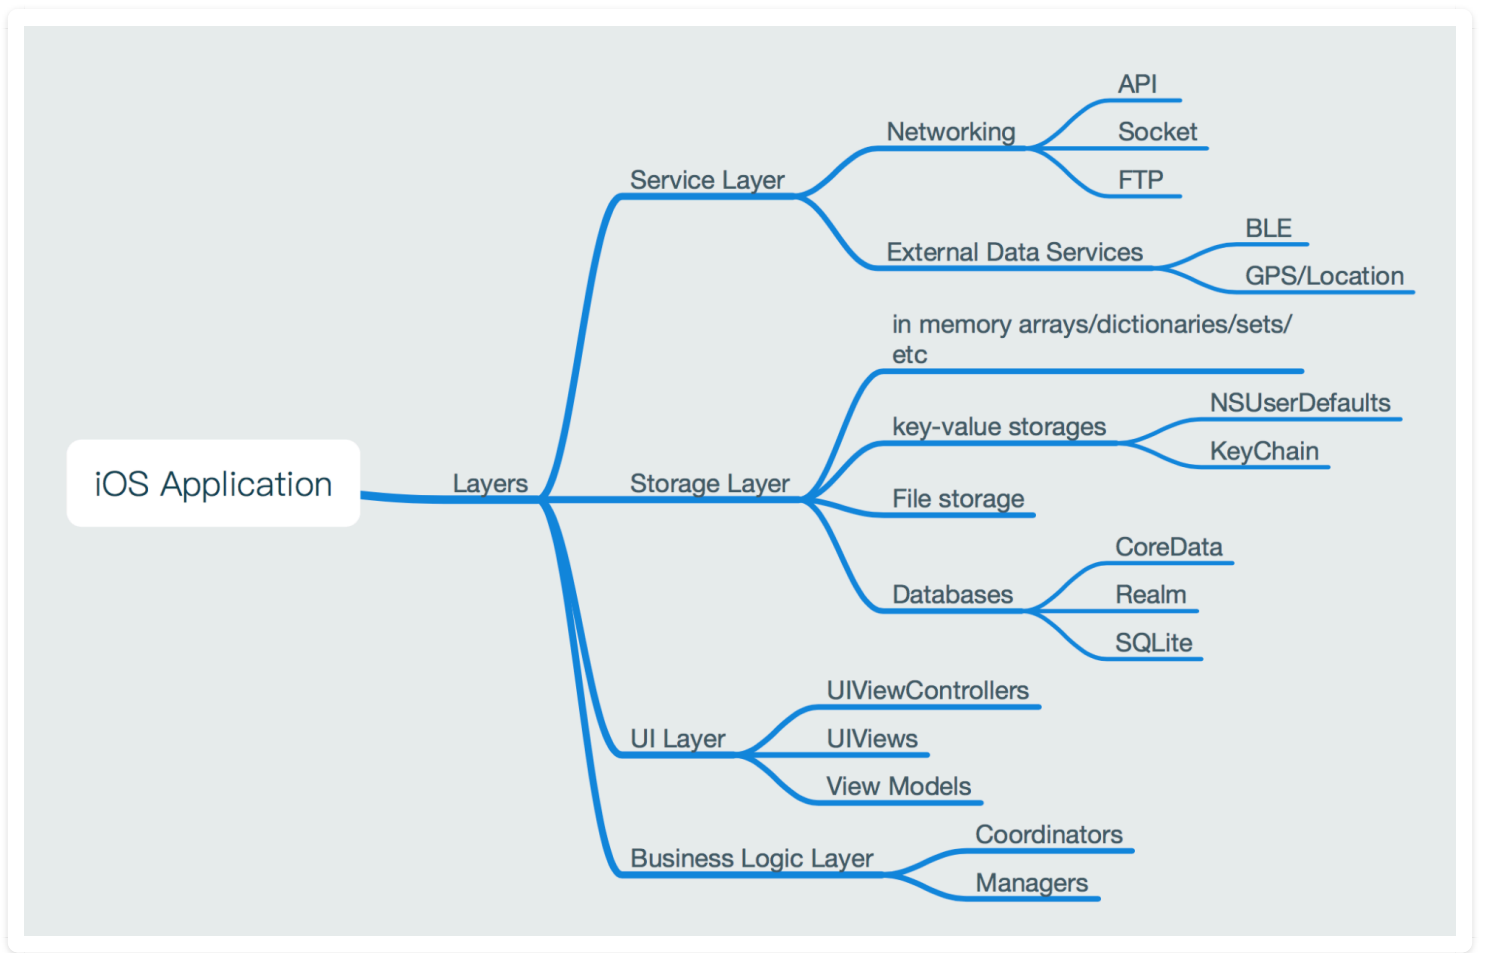 iOS Application
Layers
Service Layer
Networking
API
Socket
FTP
External Data Services
BLE
GPS/Location
Storage Layer
in memory arrays/dictionaries/sets/
etc
key-value storages
NSUserDefaults
KeyChain
File storage
Databases
CoreData
Realm
SQLite
UI Layer
UIViewControllers
UIViews
View Models
Business Logic Layer
Coordinators
Managers